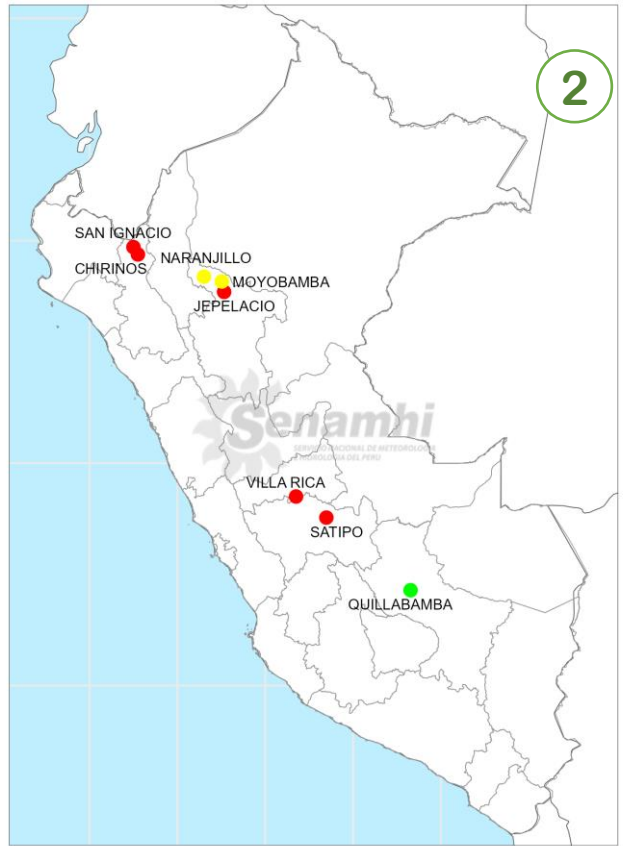 2
SAN IGNACIO
CHIRINOS
NARANJILLO
MOYOBAMBA
JEPELACIO
Senamhi
SERVICIO NACIONAL DE METEOROLOGÍA
E HIDROLOGÍA DEL PERÚ
VILLA RICA
SATIPO
QUILLABAMBA